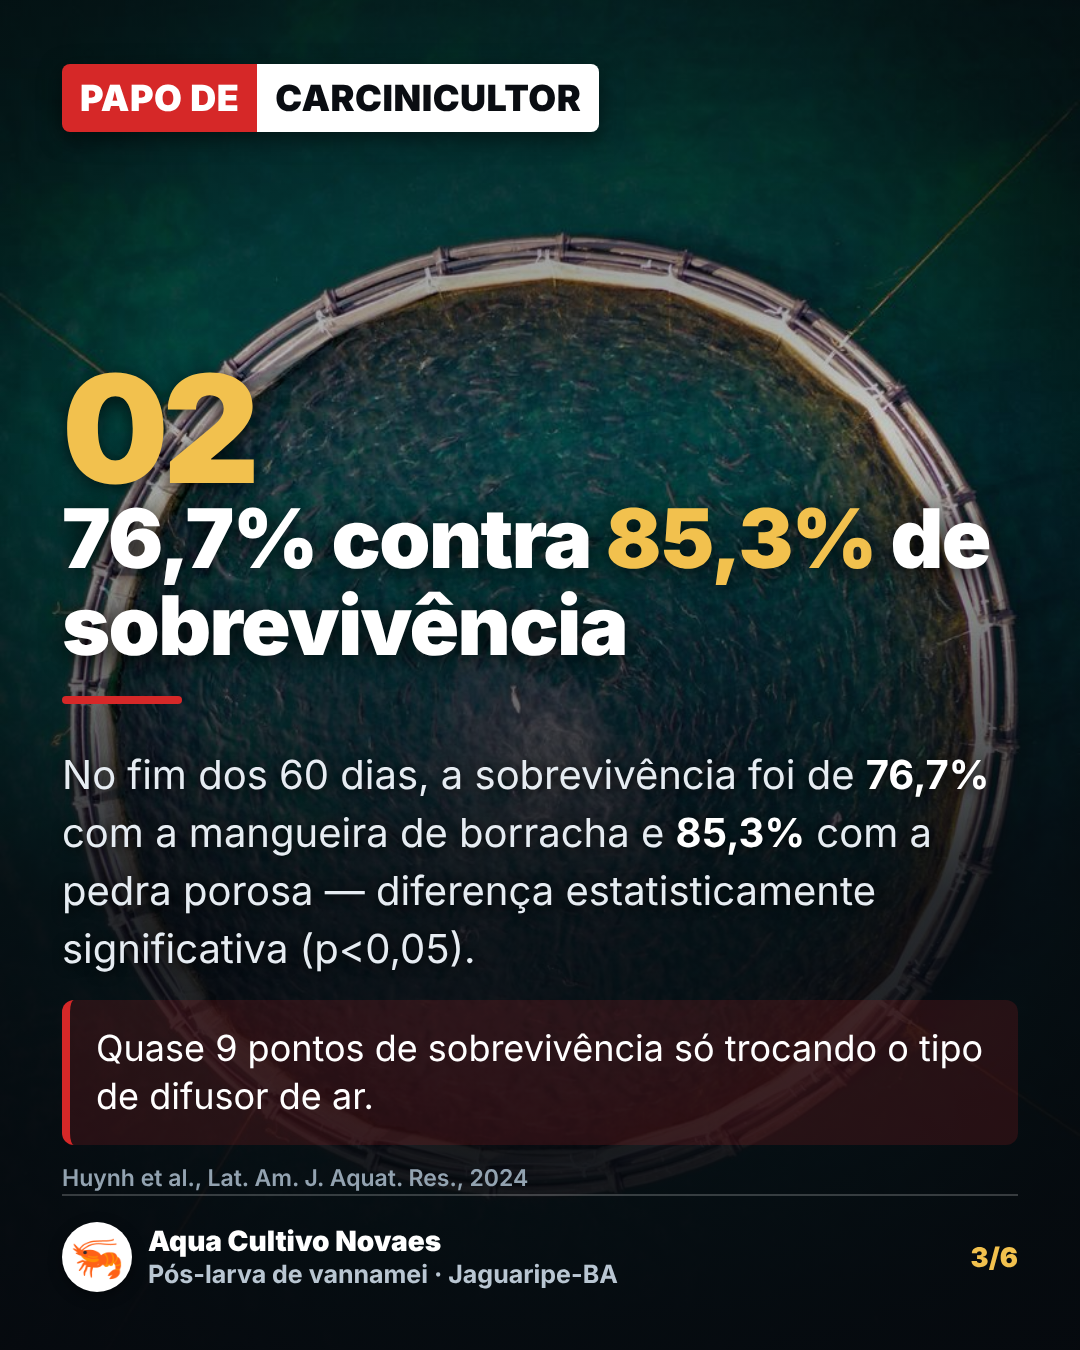 PAPO DE CARCINICULTOR
02
76,7% contra 85,3% de
sobrevivência
No fim dos 60 dias, a sobrevivência foi de 76,7%
com a mangueira de borracha e 85,3% com a
pedra porosa — diferença estatisticamente
significativa (p<0,05).
Quase 9 pontos de sobrevivência só trocando o tipo
de difusor de ar.
Huynh et al., Lat. Am. J. Aquat. Res., 2024
Aqua Cultivo Novaes
Pós-larva de vannamei · Jaguaripe-BA
3/6